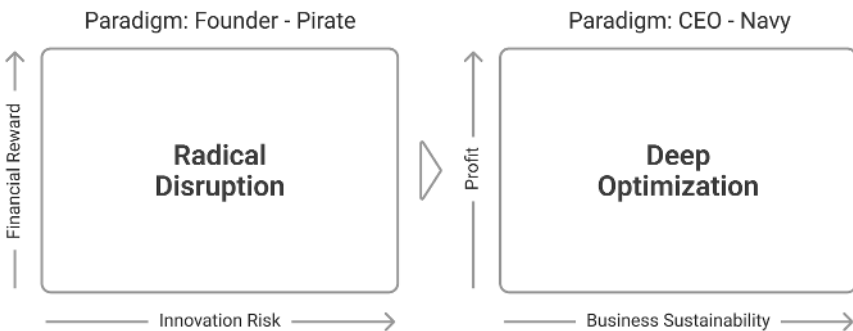 Paradigm: Founder - Pirate
Financial Reward
Radical
Disruption
Innovation Risk
Paradigm: CEO - Navy
Profit
Deep
Optimization
Business Sustainability